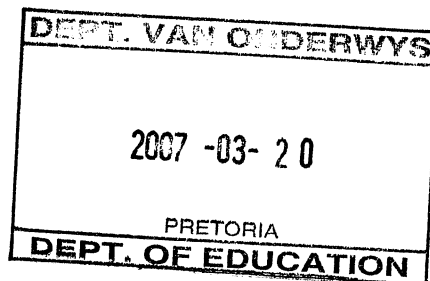 DEPT. VAN ONDERWYS
2007 -03- 20
PRETORIA
DEPT. OF EDUCATION